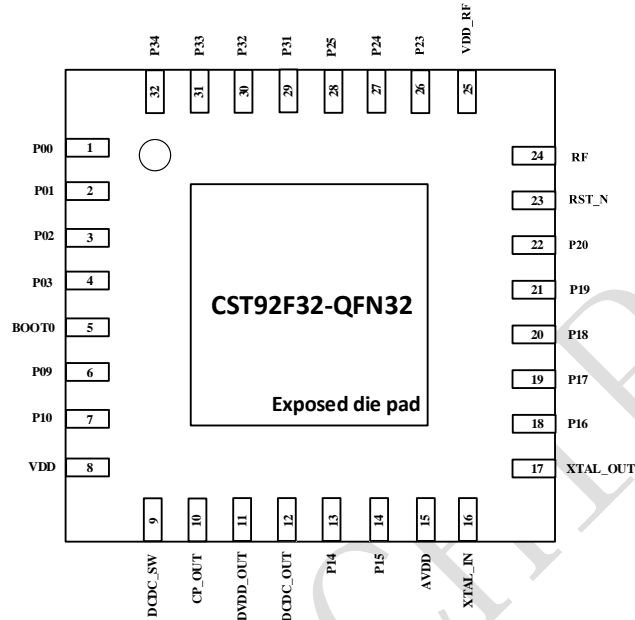 P34 P33 P32 P31 P25 P24 P23 VDD_RF
32 31 30 29 28 27 26 25
P00 1 24 RF
P01 2 23 RST_N
P02 3 22 P20
P03 4 21 P19
CST92F32-QFN32
BOOT0 5 20 P18
P09 6 19 P17
Exposed die pad
P10 7 18 P16
VDD 8 17 XTAL_OUT
9 10 11 12 13 14 15 16
DCDC_SW CP_OUT DVDD_OUT DCDC_OUT P14 P15 AVDD XTAL_IN